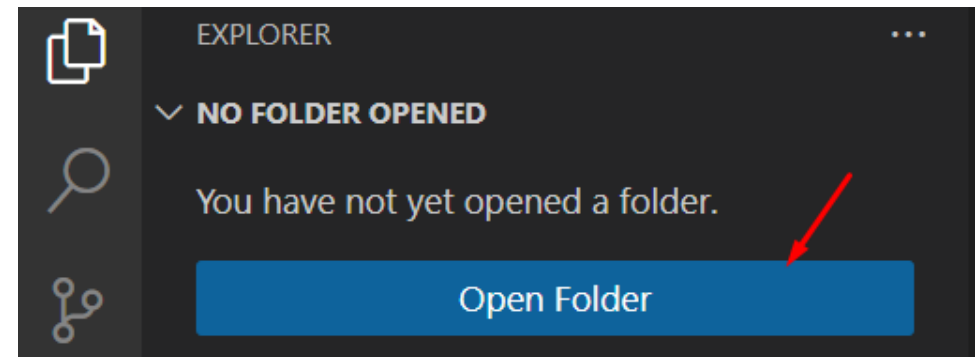 EXPLORER
NO FOLDER OPENED
You have not yet opened a folder.
Open Folder